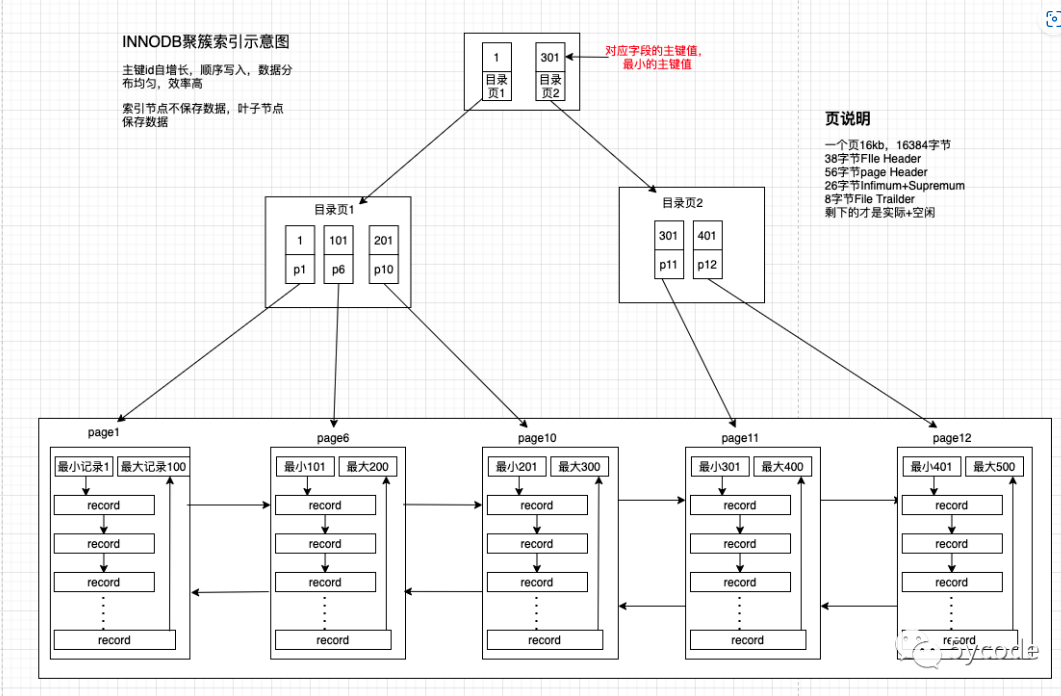 INNODB聚簇索引示意图
主键id自增长，顺序写入，数据分
布均匀，效率高
索引节点不保存数据，叶子节点
保存数据
1
目录
页1
301
目录
页2
对应字段的主键值，
最小的主键值
页说明
一个页16kb，16384字节
38字节FIle Header
56字节page Header
26字节Infimum+Supremum
8字节File Trailder
剩下的才是实际+空闲
目录页1
1
101
201
p1
p6
p10
目录页2
301
401
p11
p12
page1
最小记录1
最大记录100
record
record
record
record
page6
最小101
最大200
record
record
record
record
page10
最小201
最大300
record
record
record
record
page11
最小301
最大400
record
record
record
record
page12
最小401
最大500
record
record
record
record
bycode